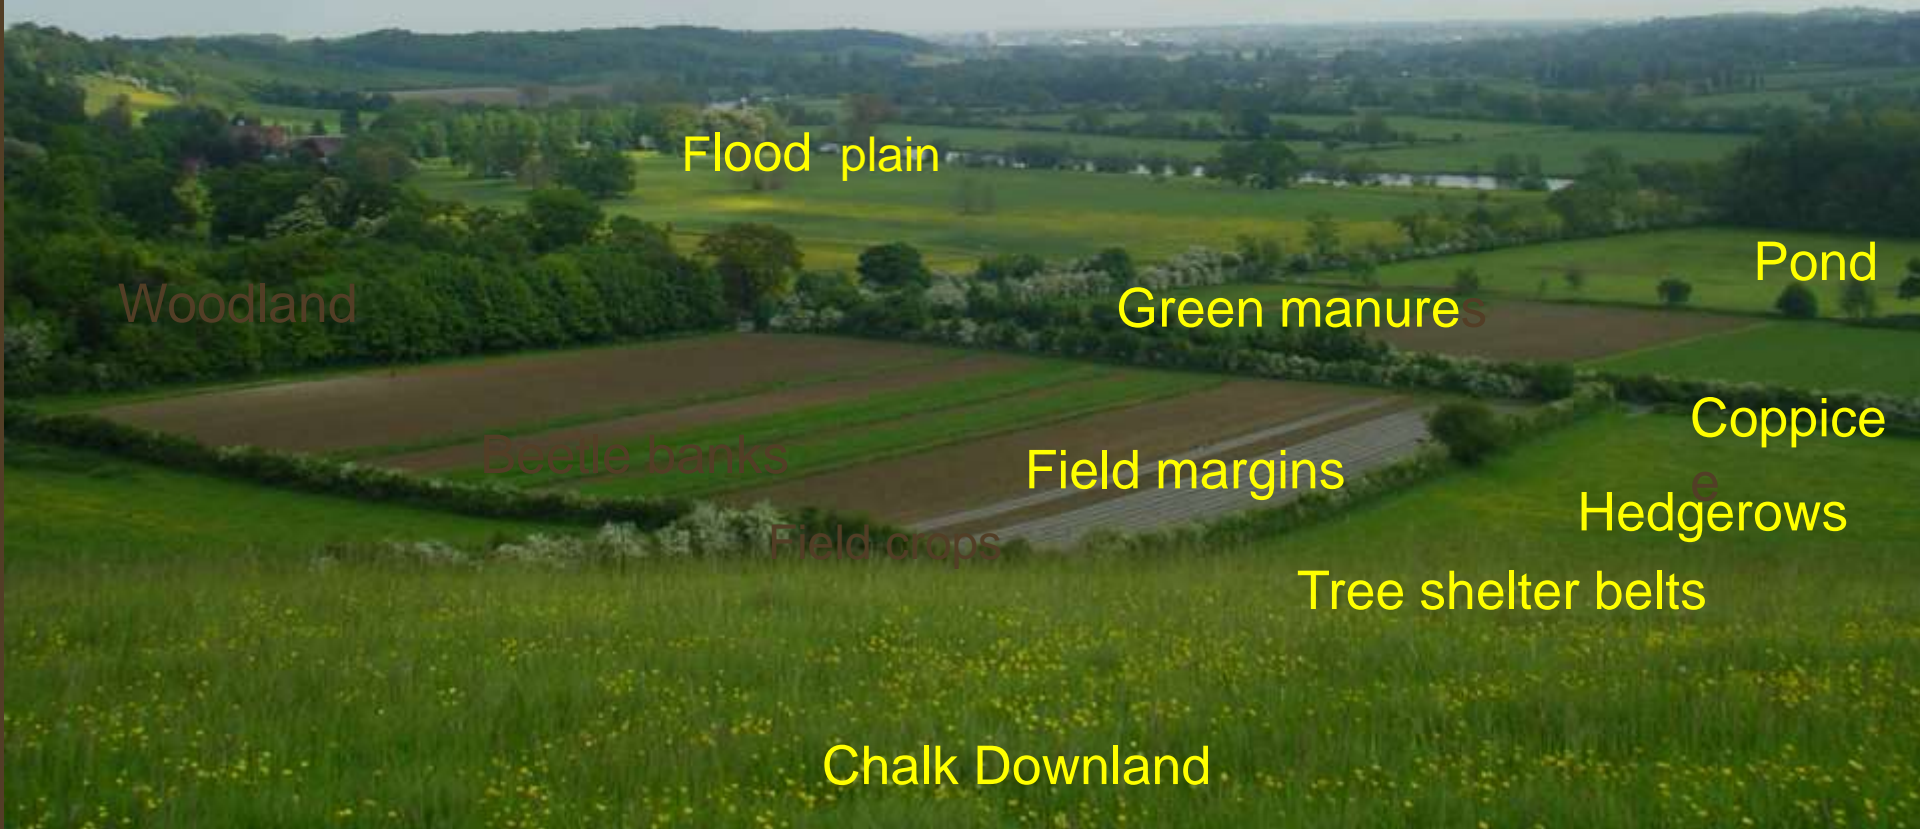 Flood plain
Pond
Woodland
Green manures
Coppice
e
Beetle banks
Field margins
Hedgerows
Field crops
Tree shelter belts
Chalk Downland